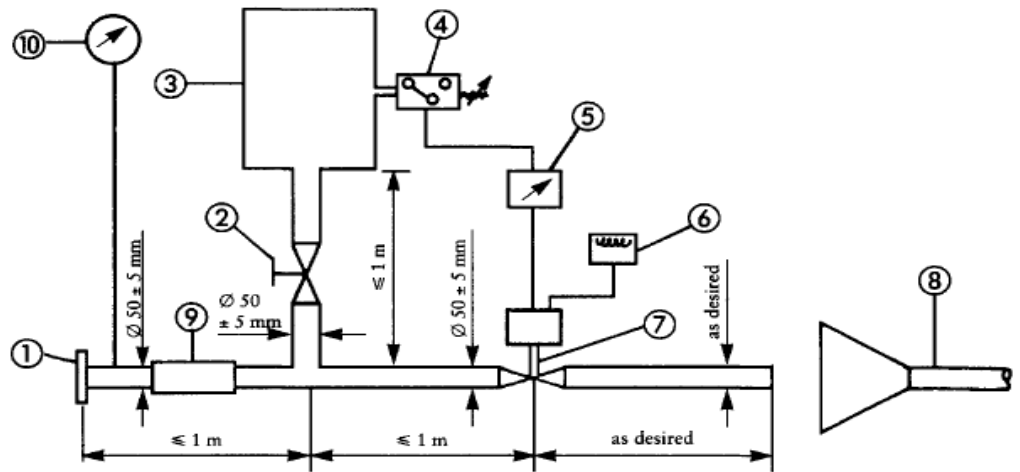 ④
⑩
③
⑤
②
⑥
⩽ 1 m
Ø 50 ± 5 mm
Ø 50
± 5 mm
Ø 50 ± 5 mm
as desired
⑧
⑨
⑦
①
⩽ 1 m
⩽ 1 m
as desired